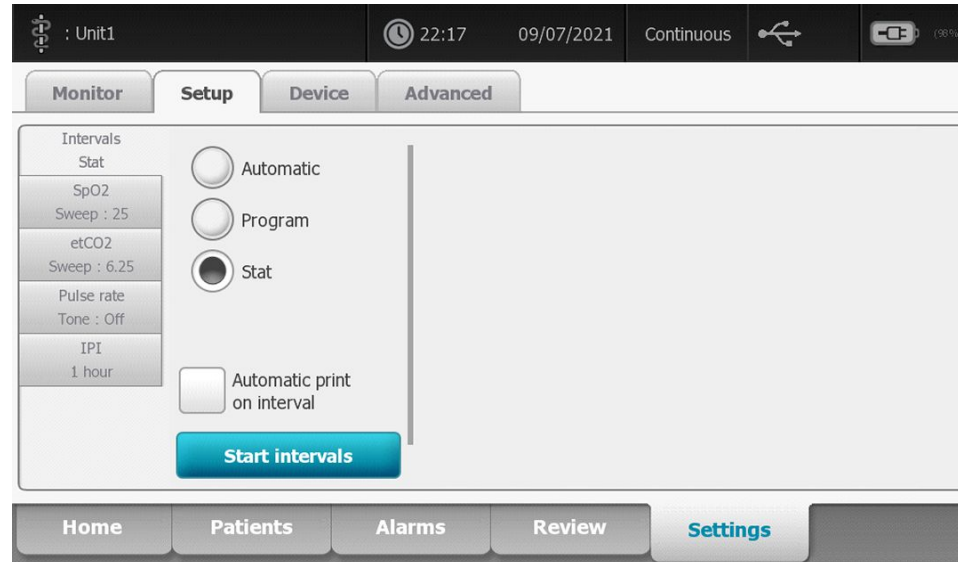 : Unit1
22:17
09/07/2021
Continuous
(98%
Monitor
Setup
Device
Advanced
Intervals
Stat
SpO2
Sweep : 25
etCO2
Sweep : 6.25
Pulse rate
Tone : Off
IPI
1 hour
Automatic
Program
Stat
Automatic print
on interval
Start intervals
Home
Patients
Alarms
Review
Settings